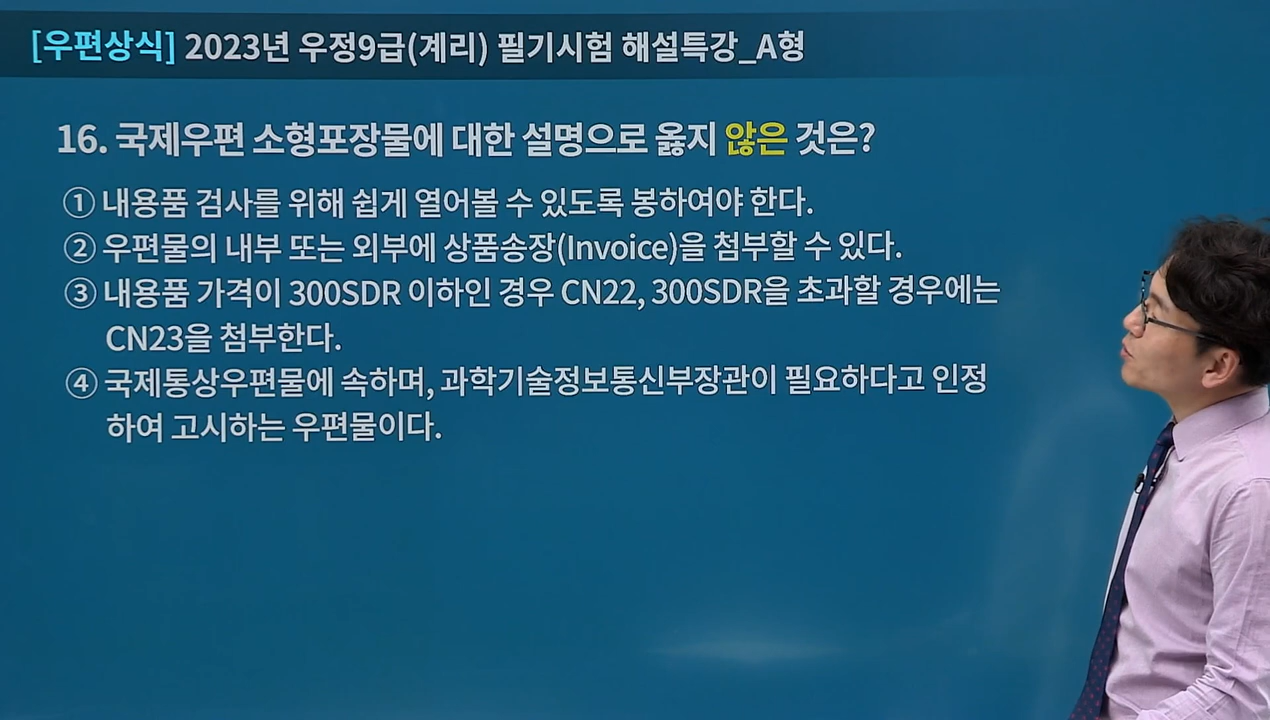 [우편상식] 2023년 우정9급(계리) 필기시험 해설특강_A형
16. 국제우편 소형포장물에 대한 설명으로 옳지 않은 것은?
① 내용품 검사를 위해 쉽게 열어볼 수 있도록 봉하여야 한다.
② 우편물의 내부 또는 외부에 상품송장(Invoice)을 첨부할 수 있다.
③ 내용품 가격이 300SDR 이하인 경우 CN22, 300SDR을 초과할 경우에는
CN23을 첨부한다.
④ 국제통상우편물에 속하며, 과학기술정보통신부장관이 필요하다고 인정
하여 고시하는 우편물이다.